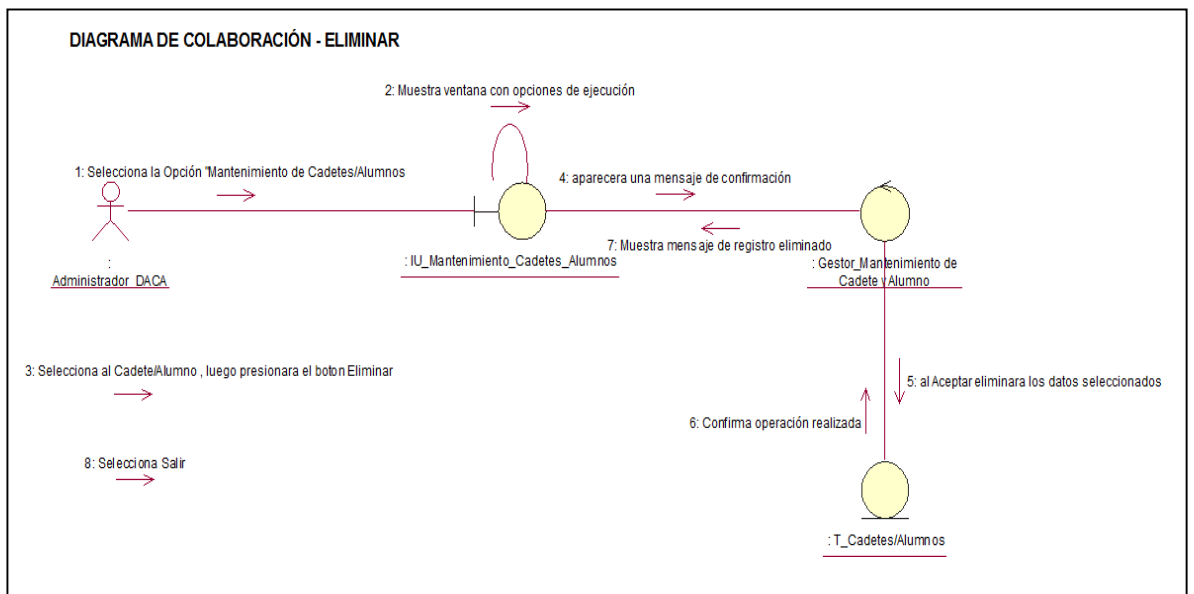 DIAGRAMA DE COLABORACIÓN - ELIMINAR
2: Muestra ventana con opciones de ejecución
1: Selecciona la Opción "Mantenimiento de Cadetes/Alumnos
4: aparecera una mensaje de confirmación
7: Muestra mensaje de registro eliminado
: IU_Mantenimiento_Cadetes_Alumnos
: Gestor_Mantenimiento de
Cadete y Alumno
:
Administrador_DACA
3: Selecciona al Cadete/Alumno , luego presionara el boton Eliminar
5: al Aceptar eliminara los datos seleccionados
6: Confirma operación realizada
8: Selecciona Salir
: T_Cadetes/Alumnos